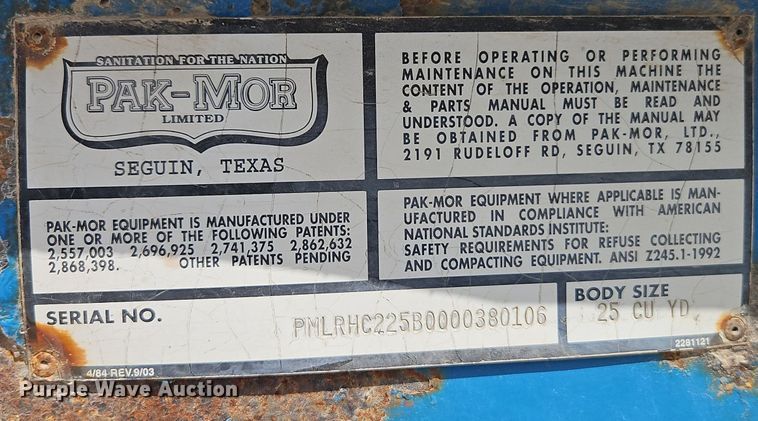 SANITATION FOR THE NATION
PAK-MOR
LIMITED
SEGUIN, TEXAS
BEFORE OPERATING OR PERFORMING
MAINTENANCE ON THIS MACHINE THE
CONTENT OF THE OPERATION, MAINTENANCE
& PARTS MANUAL MUST BE READ AND
UNDERSTOOD. A COPY OF THE MANUAL MAY
BE OBTAINED FROM PAK-MOR, LTD.,
2191 RUDELOFF RD, SEGUIN, TX 78155
PAK-MOR EQUIPMENT IS MANUFACTURED UNDER
ONE OR MORE OF THE FOLLOWING PATENTS:
2,557,003 2,696,925 2,741,375 2,862,632
2,868,398. OTHER PATENTS PENDING
PAK-MOR EQUIPMENT WHERE APPLICABLE IS MAN-
UFACTURED IN COMPLIANCE WITH AMERICAN
NATIONAL STANDARDS INSTITUTE:
SAFETY REQUIREMENTS FOR REFUSE COLLECTING
AND COMPACTING EQUIPMENT. ANSI Z245.1-1992
SERIAL NO. PMLRHC225B0000380106
BODY SIZE
25 CU YD
4/84 REV.9/03
2281121
Purple Wave Auction